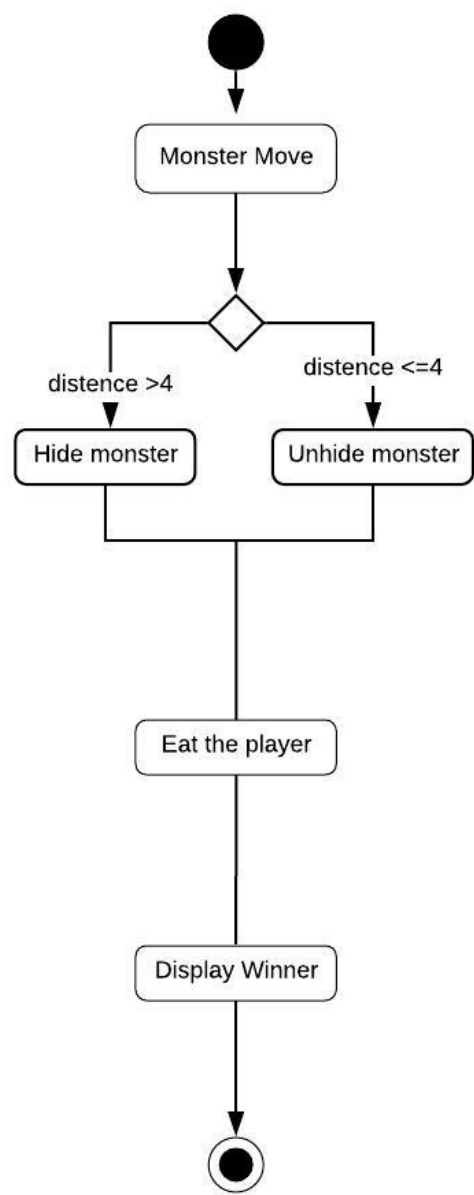 Monster Move
distence >4
distence <=4
Hide monster
Unhide monster
Eat the player
Display Winner